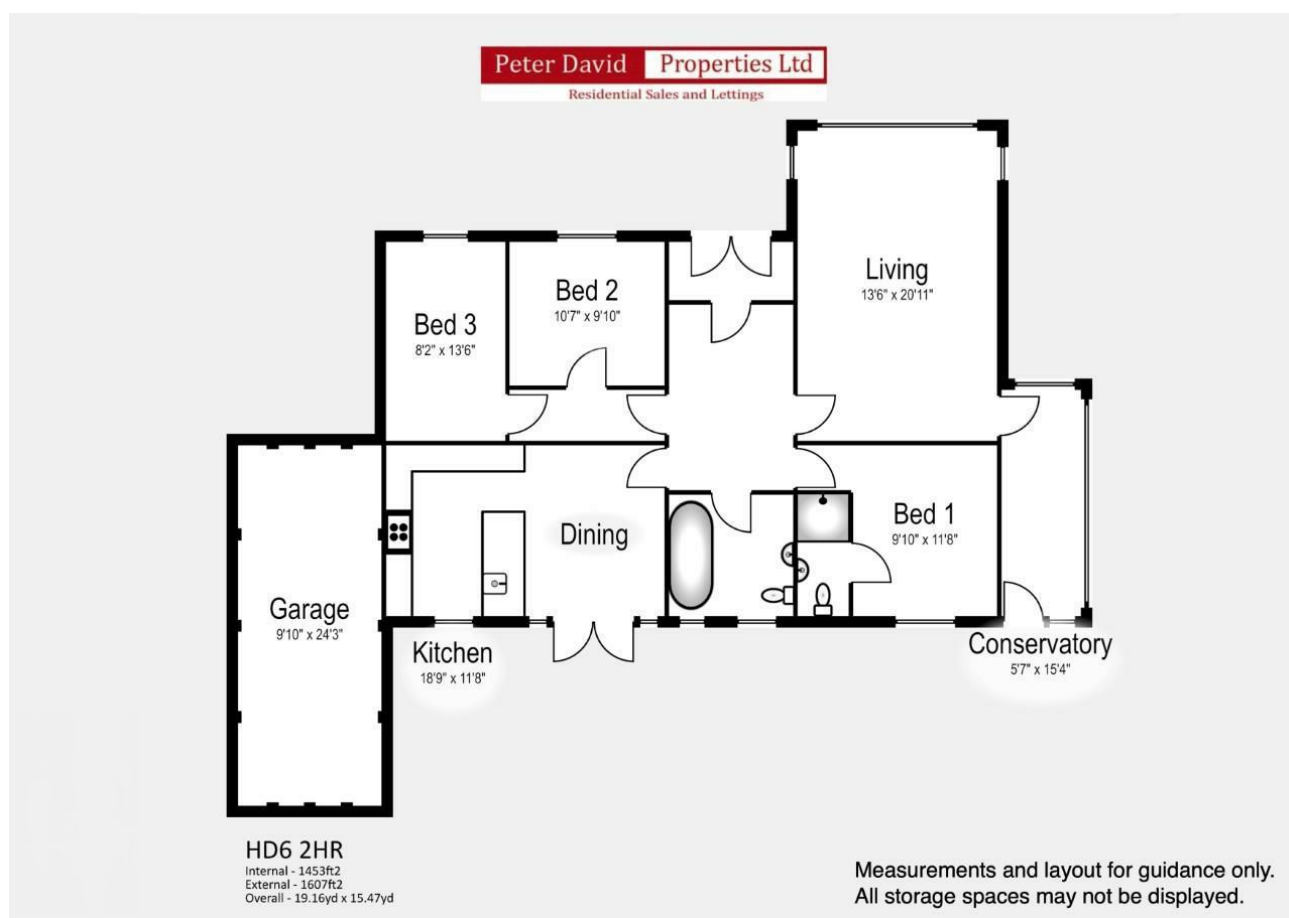 Peter David Properties Ltd
Residential Sales and Lettings
Living
13'6" x 20'11"
Bed 2
10'7" x 9'10"
Bed 3
8'2" x 13'6"
Bed 1
9'10" x 11'8"
Dining
Garage
9'10" x 24'3"
Kitchen
18'9" x 11'8"
Conservatory
5'7" x 15'4"
HD6 2HR
Internal - 1453ft2
External - 1607ft2
Overall - 19.16yd x 15.47yd
Measurements and layout for guidance only.
All storage spaces may not be displayed.